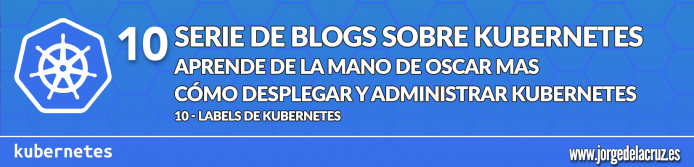 10
SERIE DE BLOGS SOBRE KUBERNETES
APRENDE DE LA MANO DE OSCAR MAS
CÓMO DESPLEGAR Y ADMINISTRAR KUBERNETES
10 - LABELS DE KUBERNETES
kubernetes
www.jorgedelacruz.es